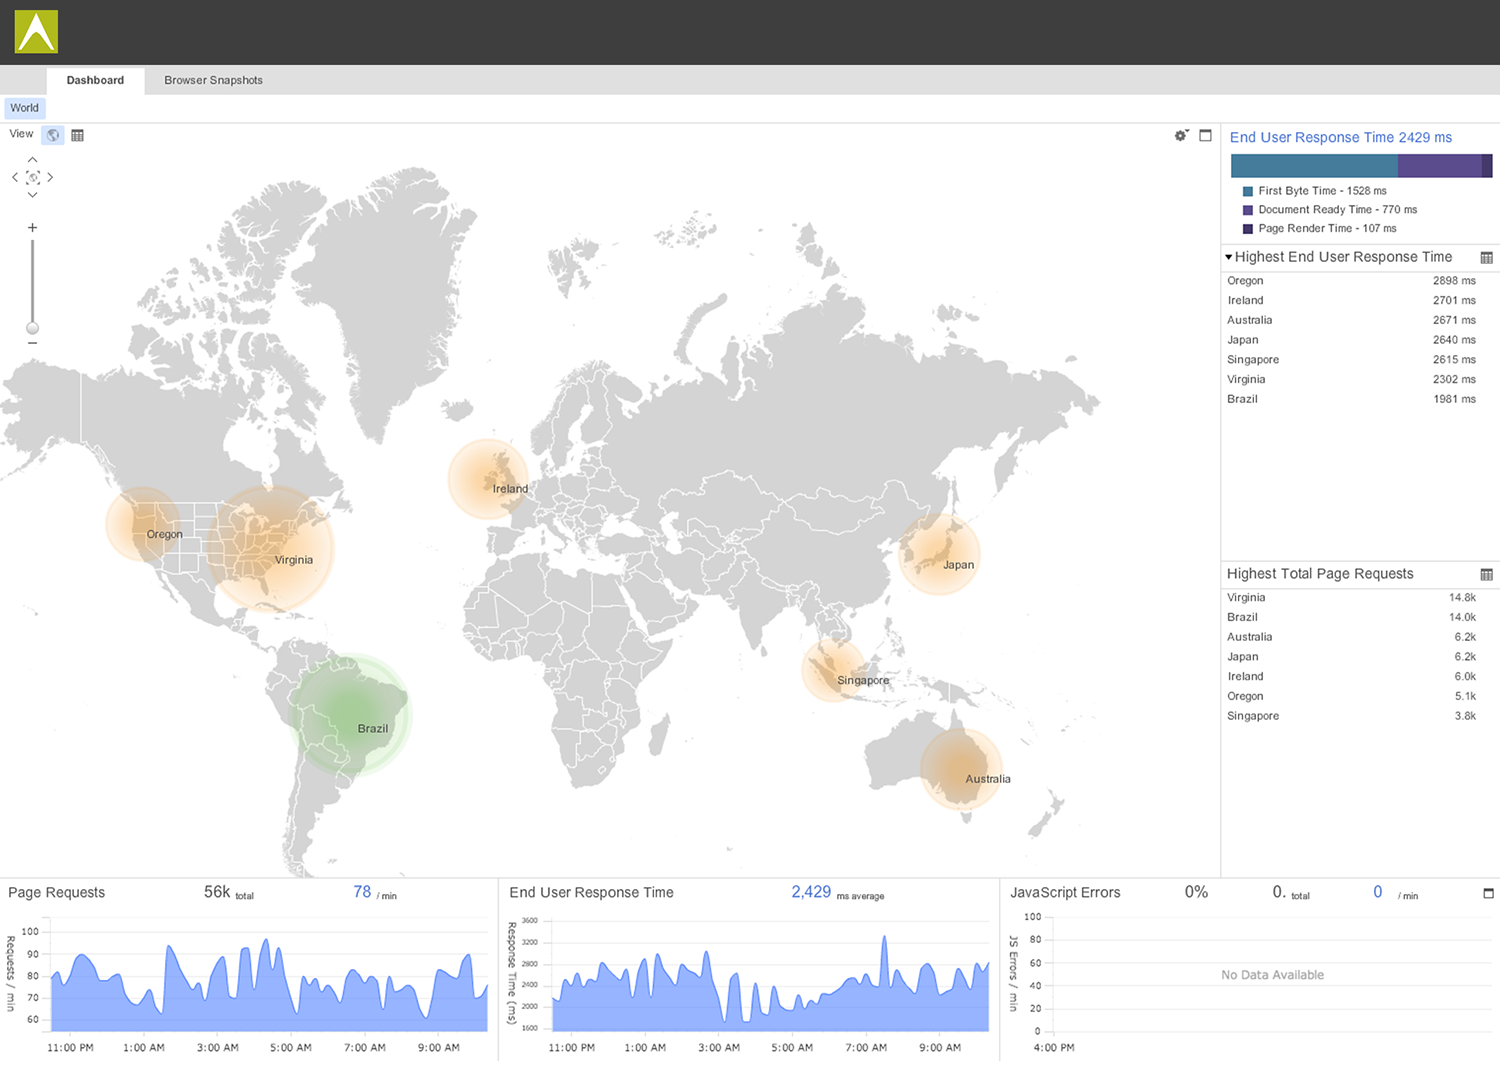 Dashboard Browser Snapshots
World
View
End User Response Time 2429 ms
First Byte Time - 1528 ms
Document Ready Time - 770 ms
Page Render Time - 107 ms
Highest End User Response Time
Oregon 2898 ms
Ireland 2701 ms
Australia 2671 ms
Japan 2640 ms
Singapore 2615 ms
Virginia 2302 ms
Brazil 1981 ms
Ireland
Oregon
Virginia
Japan
Singapore
Brazil
Australia
Highest Total Page Requests
Virginia 14.8k
Brazil 14.0k
Australia 6.2k
Japan 6.2k
Ireland 6.0k
Oregon 5.1k
Singapore 3.8k
Page Requests 56k total 78 / min
Requests / min
100
90
80
70
60
11:00 PM 1:00 AM 3:00 AM 5:00 AM 7:00 AM 9:00 AM
End User Response Time 2,429 ms average
Response Time (ms)
3600
3200
2800
2400
2000
1600
11:00 PM 1:00 AM 3:00 AM 5:00 AM 7:00 AM 9:00 AM
JavaScript Errors 0% 0. total 0 / min
JS Errors / min
100
80
60
40
20
0
No Data Available
4:00 PM